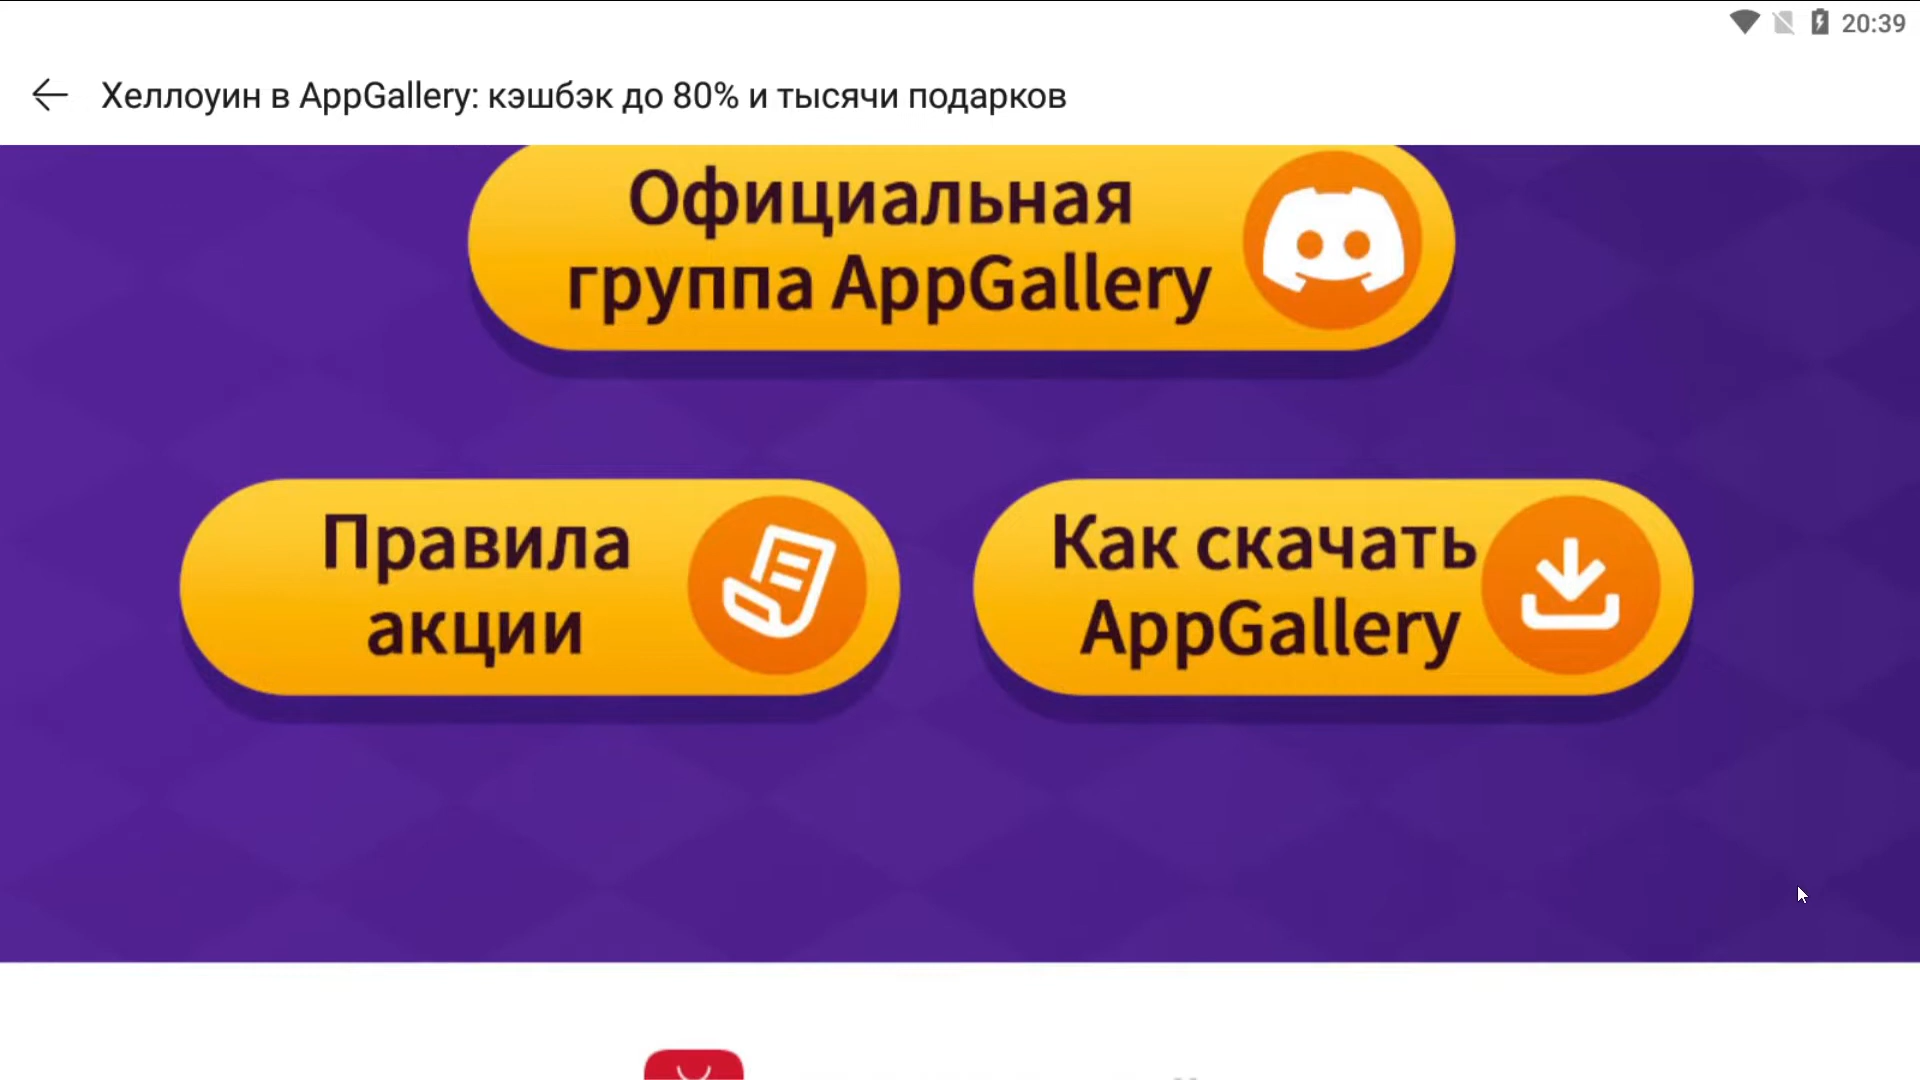 20:39
Хеллоуин в AppGallery: кэшбэк до 80% и тысячи подарков
Официальная
группа AppGallery
Правила
акции
Как скачать
AppGallery